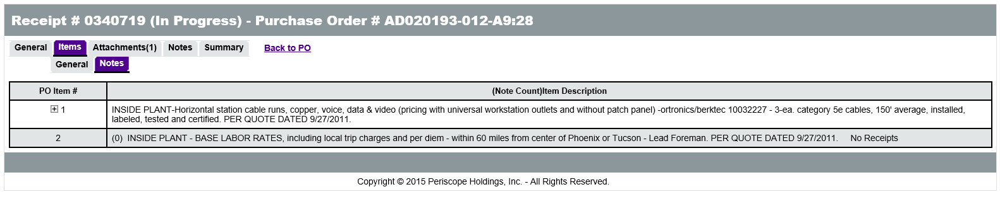 Receipt # 0340719 (In Progress) - Purchase Order # AD020193-012-A9:28
General Items Attachments(1) Notes Summary Back to PO
General Notes
PO Item # (Note Count)Item Description
1 INSIDE PLANT-Horizontal station cable runs, copper, voice, data & video (pricing with universal workstation outlets and without patch panel) -ortronics/berktec 10032227 - 3-ea. category 5e cables, 150' average, installed,
labeled, tested and certified. PER QUOTE DATED 9/27/2011.
2 (0) INSIDE PLANT - BASE LABOR RATES, including local trip charges and per diem - within 60 miles from center of Phoenix or Tucson - Lead Foreman. PER QUOTE DATED 9/27/2011. No Receipts
Copyright © 2015 Periscope Holdings, Inc. - All Rights Reserved.